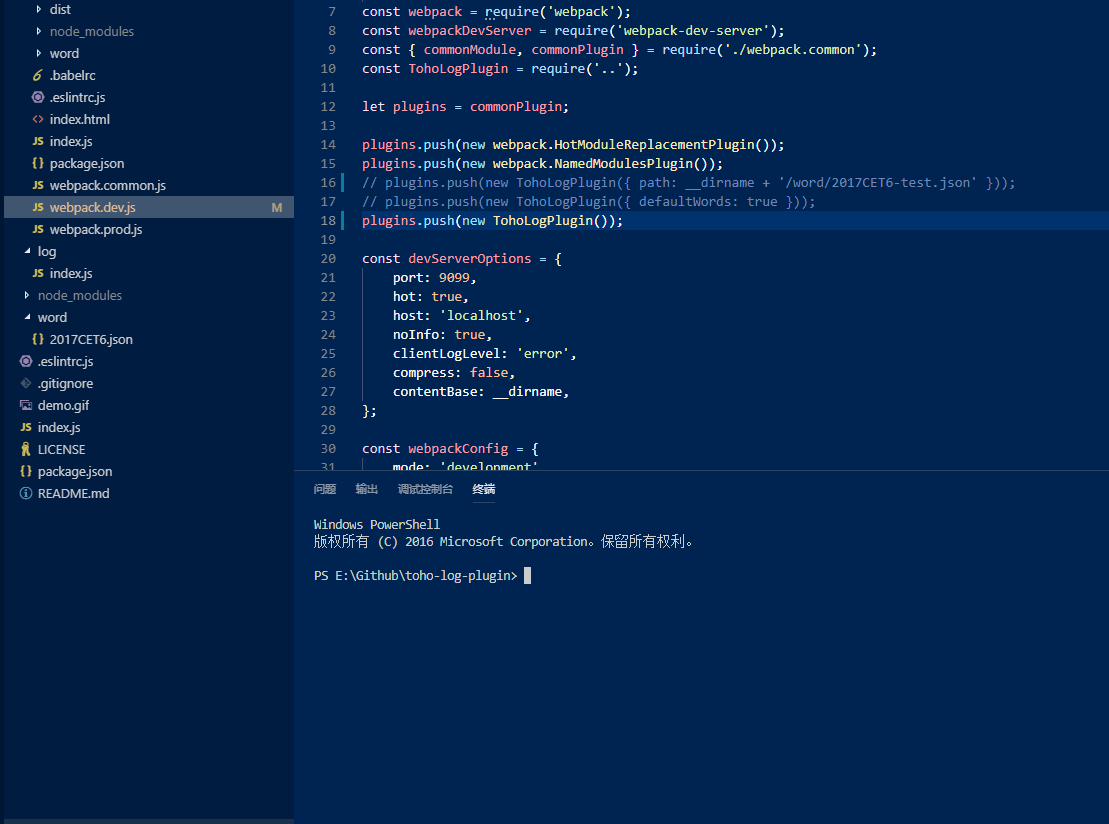 dist
node_modules
word
.babelrc
.eslintrc.js
index.html
index.js
package.json
webpack.common.js
webpack.dev.js M
webpack.prod.js
log
index.js
node_modules
word
2017CET6.json
.eslintrc.js
.gitignore
demo.gif
index.js
LICENSE
package.json
README.md
7 const webpack = require('webpack');
8 const webpackDevServer = require('webpack-dev-server');
9 const { commonModule, commonPlugin } = require('./webpack.common');
10 const TohoLogPlugin = require('..');
11
12 let plugins = commonPlugin;
13
14 plugins.push(new webpack.HotModuleReplacementPlugin());
15 plugins.push(new webpack.NamedModulesPlugin());
16 // plugins.push(new TohoLogPlugin({ path: __dirname + '/word/2017CET6-test.json' }));
17 // plugins.push(new TohoLogPlugin({ defaultWords: true }));
18 plugins.push(new TohoLogPlugin());
19
20 const devServerOptions = {
21 port: 9099,
22 hot: true,
23 host: 'localhost',
24 noInfo: true,
25 clientLogLevel: 'error',
26 compress: false,
27 contentBase: __dirname,
28 };
29
30 const webpackConfig = {
31 mode: 'development'
问题 输出 调试控制台 终端
Windows PowerShell
版权所有 (C) 2016 Microsoft Corporation。保留所有权利。
PS E:\Github\toho-log-plugin>